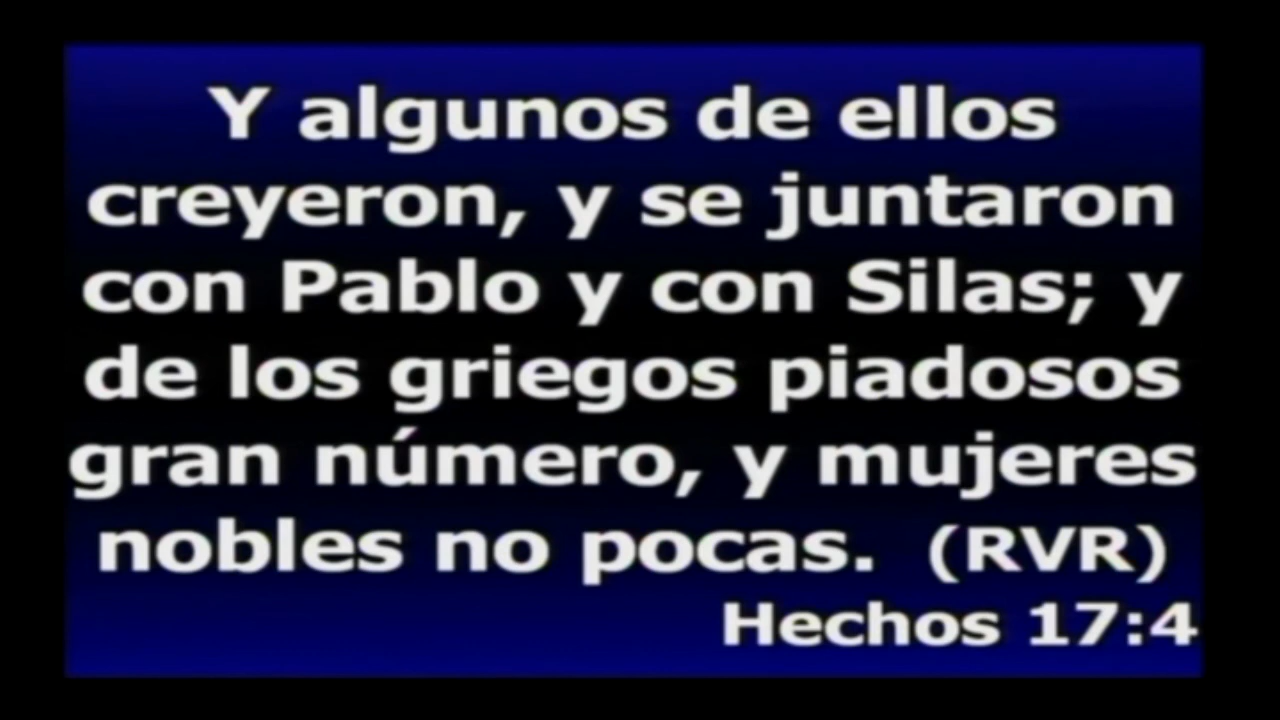 Y algunos de ellos
creyeron, y se juntaron
con Pablo y con Silas; y
de los griegos piadosos
gran número, y mujeres
nobles no pocas.  (RVR)
Hechos 17:4